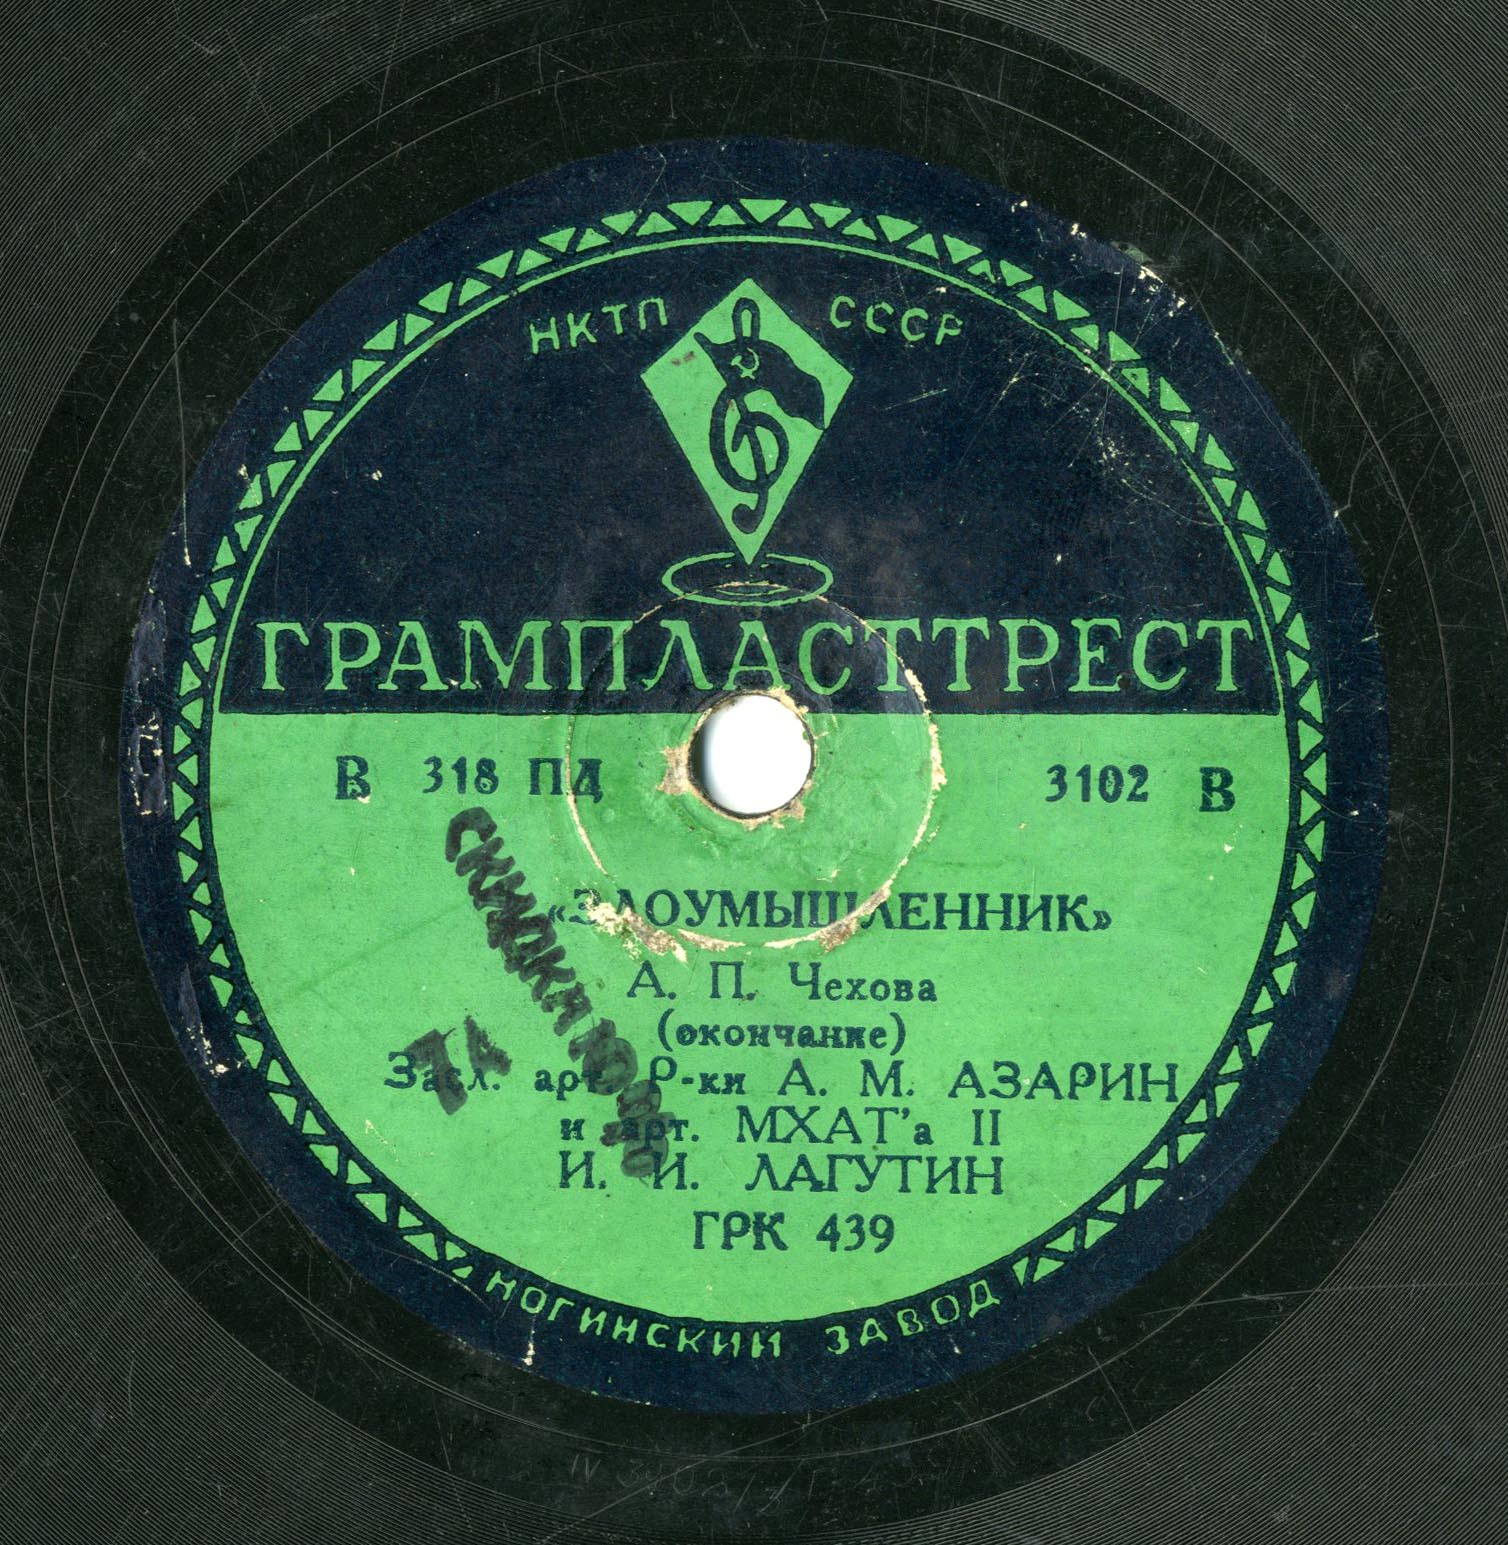 НКТП СССР
ГРАМПЛАСТТРЕСТ
В 318 ПД 3102 В
«ЗЛОУМЫШЛЕННИК»
А. П. Чехова
(окончание)
Засл. арт. Р-ки А. М. АЗАРИН
и арт. МХАТ'а II
И. И. ЛАГУТИН
ГРК 439
НОГИНСКИЙ ЗАВОД
СКИДКА